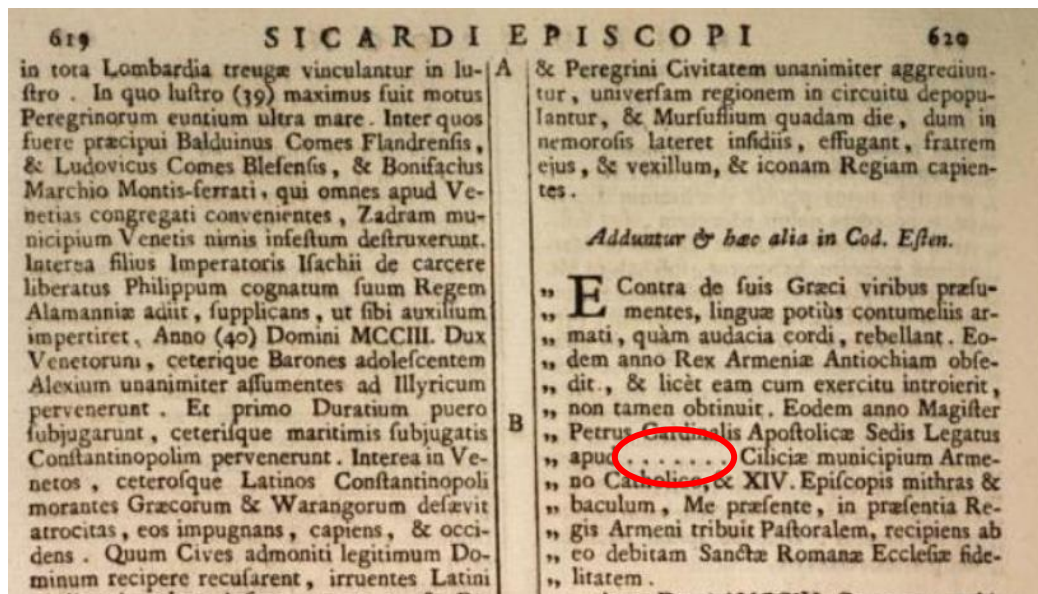 619 SICARDI EPISCOPI 620
in tota Lombardia treugæ vinculantur in lu-
ſtro . In quo luſtro (39) maximus fuit motus
Peregrinorum euntium ultra mare . Inter quos
fuere præcipui Balduinus Comes Flandrenſis ,
& Ludovicus Comes Bleſenſis , & Bonifacius
Marchio Montis-ferrati , qui omnes apud Ve-
netias congregati convenientes , Zadram mu-
nicipium Venetis nimis infeſtum deſtruxerunt.
Interea filius Imperatoris Iſachii de carcere
liberatus Philippum cognatum ſuum Regem
Alamanniæ adiit , ſupplicans , ut ſibi auxilium
impertiret . Anno (40) Domini MCCIII. Dux
Venetorum , ceterique Barones adoleſcentem
Alexium unanimiter aſſumentes ad Illyricum
pervenerunt . Et primo Duratium puero
ſubjugarunt , ceteriſque maritimis ſubjugatis
Conſtantinopolim pervenerunt . Interea in Ve-
netos , ceteroſque Latinos Conſtantinopoli
morantes Græcorum & Warangorum deſævit
atrocitas , eos impugnans , capiens , & occi-
dens . Quum Cives admoniti legitimum Do-
minum recipere recuſarent , irruentes Latini
A
B
& Peregrini Civitatem unanimiter aggrediun-
tur , univerſam regionem in circuitu depopu-
lantur , & Murſuflium quadam die , dum in
nemoroſis lateret inſidiis , effugant , fratrem
ejus , & vexillum , & iconam Regiam capien-
tes .
Adduntur & hæc alia in Cod. Eſten.
„ E Contra de ſuis Græci viribus præſu-
„ mentes, linguæ potiùs contumeliis ar-
„ mati , quàm audacia cordi , rebellant . Eo-
„ dem anno Rex Armeniæ Antiochiam obſe-
„ dit , & licèt eam cum exercitu introierit ,
„ non tamen obtinuit . Eodem anno Magiſter
„ Petrus Cardinalis Apoſtolicæ Sedis Legatus
„ apud . . . . . . Ciliciæ municipium Arme-
„ no Catholico, & XIV. Epiſcopis mithras &
„ baculum , Me præſente , in præſentia Re-
„ gis Armeni tribuit Paſtoralem, recipiens ab
„ eo debitam Sanctæ Romanæ Eccleſiæ fide-
„ litatem .